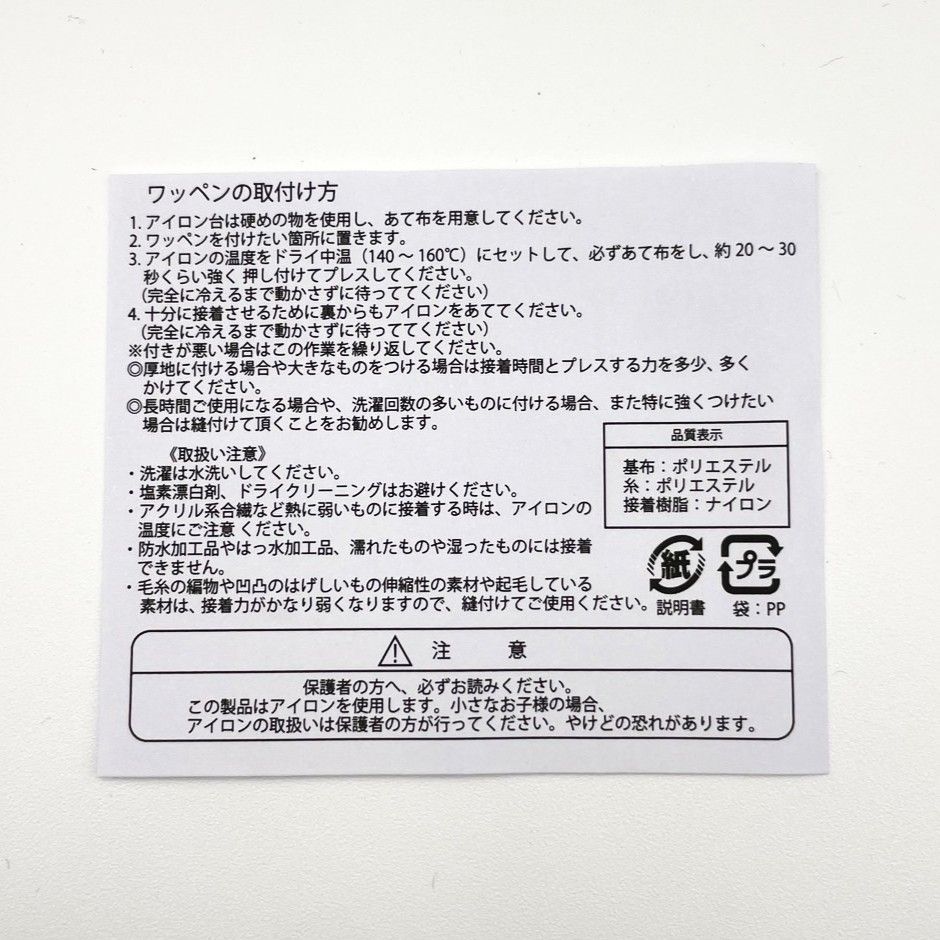 ワッペンの取付け方
1. アイロン台は硬めの物を使用し、あて布を用意してください。
2. ワッペンを付けたい箇所に置きます。
3. アイロンの温度をドライ中温（140 〜 160℃）にセットして、必ずあて布をし、約 20 〜 30
秒くらい強く 押し付けてプレスしてください。
（完全に冷えるまで動かさずに待っててください）
4. 十分に接着させるために裏からもアイロンをあててください。
（完全に冷えるまで動かさずに待っててください）
※付きが悪い場合はこの作業を繰り返してください。
◎厚地に付ける場合や大きなものをつける場合は接着時間とプレスする力を多少、多く
かけてください。
◎長時間ご使用になる場合や、洗濯回数の多いものに付ける場合、また特に強くつけたい
場合は縫付けて頂くことをお勧めします。
《取扱い注意》
・洗濯は水洗いしてください。
・塩素漂白剤、ドライクリーニングはお避けください。
・アクリル系合繊など熱に弱いものに接着する時は、アイロンの
温度にご注意 ください。
・防水加工品やはっ水加工品、濡れたものや湿ったものには接着
できません。
・毛糸の編物や凹凸のはげしいもの伸縮性の素材や起毛している
素材は、接着力がかなり弱くなりますので、縫付けてご使用ください。
品質表示
基布：ポリエステル
糸：ポリエステル
接着樹脂：ナイロン
紙 プラ
説明書 袋：PP
注 意
保護者の方へ、必ずお読みください。
この製品はアイロンを使用します。小さなお子様の場合、
アイロンの取扱いは保護者の方が行ってください。やけどの恐れがあります。